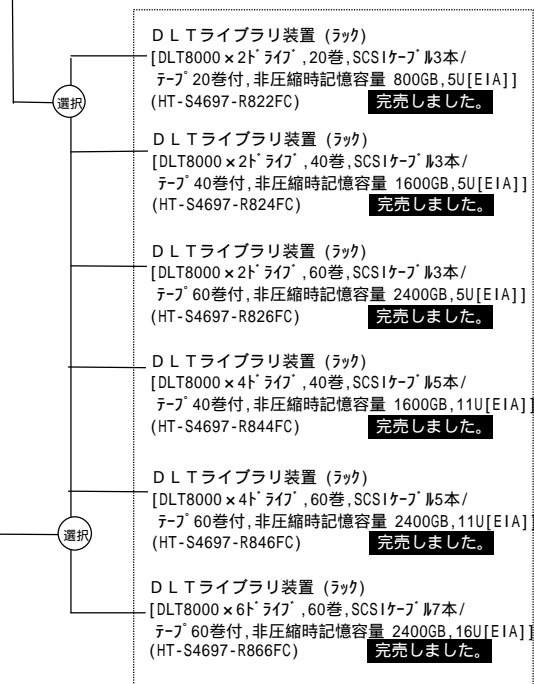 DLTライブラリ装置 (ﾗｯｸ)
[DLT8000×2ﾄﾞﾗｲﾌﾞ,20巻,SCSIｹｰﾌﾞﾙ3本/
ﾃｰﾌﾟ20巻付,非圧縮時記憶容量 800GB,5U[EIA]]
選択
(HT-S4697-R822FC) 完売しました。
DLTライブラリ装置 (ﾗｯｸ)
[DLT8000×2ﾄﾞﾗｲﾌﾞ,40巻,SCSIｹｰﾌﾞﾙ3本/
ﾃｰﾌﾟ40巻付,非圧縮時記憶容量 1600GB,5U[EIA]]
(HT-S4697-R824FC) 完売しました。
DLTライブラリ装置 (ﾗｯｸ)
[DLT8000×2ﾄﾞﾗｲﾌﾞ,60巻,SCSIｹｰﾌﾞﾙ3本/
ﾃｰﾌﾟ60巻付,非圧縮時記憶容量 2400GB,5U[EIA]]
(HT-S4697-R826FC) 完売しました。
DLTライブラリ装置 (ﾗｯｸ)
[DLT8000×4ﾄﾞﾗｲﾌﾞ,40巻,SCSIｹｰﾌﾞﾙ5本/
ﾃｰﾌﾟ40巻付,非圧縮時記憶容量 1600GB,11U[EIA]]
(HT-S4697-R844FC) 完売しました。
DLTライブラリ装置 (ﾗｯｸ)
[DLT8000×4ﾄﾞﾗｲﾌﾞ,60巻,SCSIｹｰﾌﾞﾙ5本/
ﾃｰﾌﾟ60巻付,非圧縮時記憶容量 2400GB,11U[EIA]]
選択
(HT-S4697-R846FC) 完売しました。
DLTライブラリ装置 (ﾗｯｸ)
[DLT8000×6ﾄﾞﾗｲﾌﾞ,60巻,SCSIｹｰﾌﾞﾙ7本/
ﾃｰﾌﾟ60巻付,非圧縮時記憶容量 2400GB,16U[EIA]]
(HT-S4697-R866FC) 完売しました。